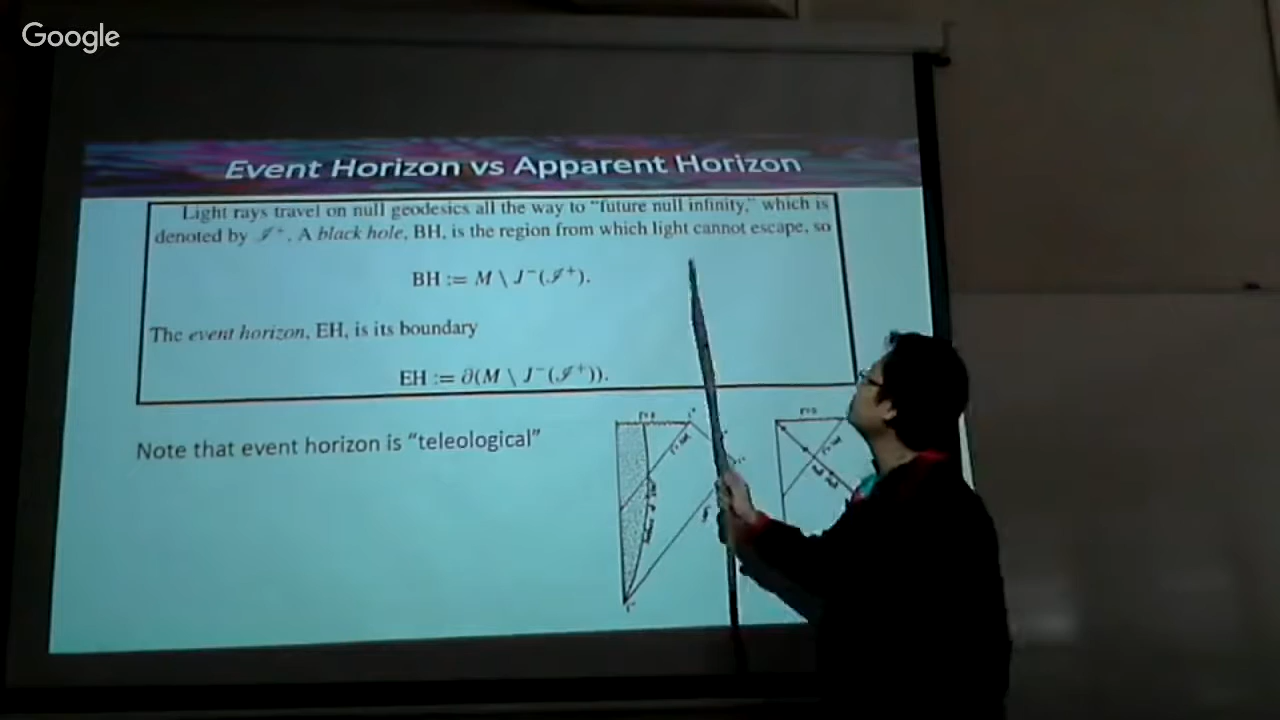 Google
Event Horizon vs Apparent Horizon
Light rays travel on null geodesics all the way to “future null infinity,” which is
denoted by ℐ⁺. A black hole, BH, is the region from which light cannot escape, so
BH := M \ J⁻(ℐ⁺).
The event horizon, EH, is its boundary
EH := ∂(M \ J⁻(ℐ⁺)).
Note that event horizon is “teleological”